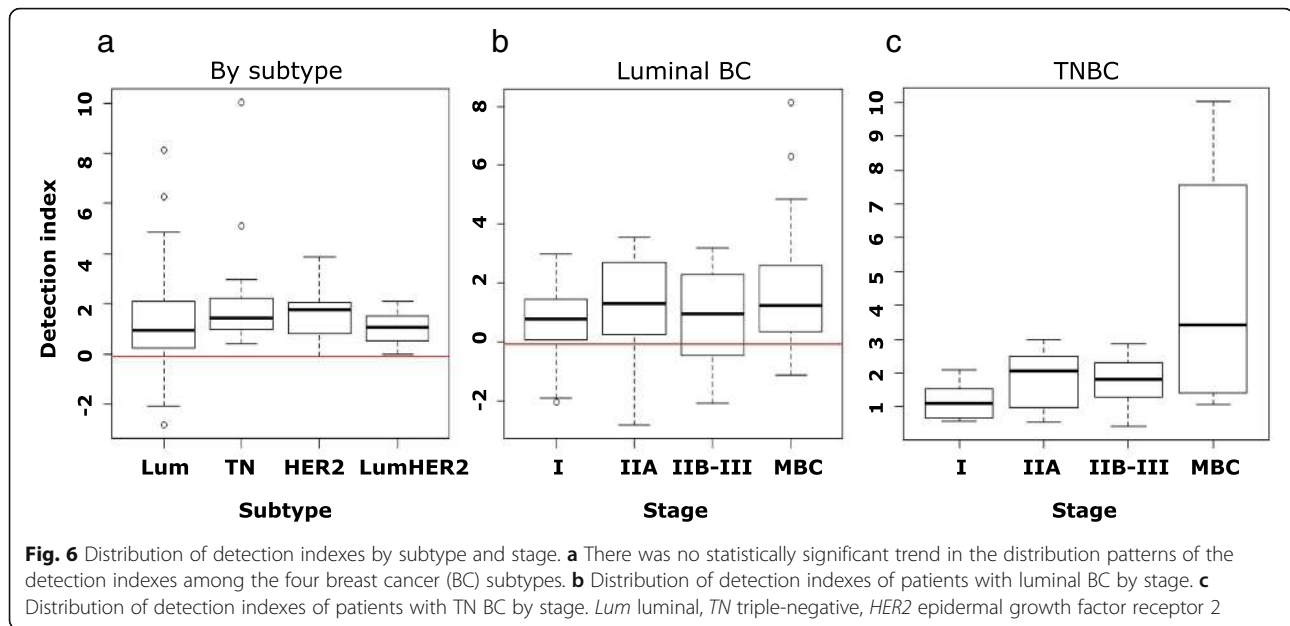 a
By subtype
Detection index
10
8
6
4
2
0
-2
Lum TN HER2 LumHER2
Subtype
b
Luminal BC
8
6
4
2
0
-2
I IIA IIB-III MBC
Stage
c
TNBC
10
9
8
7
6
5
4
3
2
1
I IIA IIB-III MBC
Stage
Fig. 6 Distribution of detection indexes by subtype and stage. a There was no statistically significant trend in the distribution patterns of the
detection indexes among the four breast cancer (BC) subtypes. b Distribution of detection indexes of patients with luminal BC by stage. c
Distribution of detection indexes of patients with TN BC by stage. Lum luminal, TN triple-negative, HER2 epidermal growth factor receptor 2